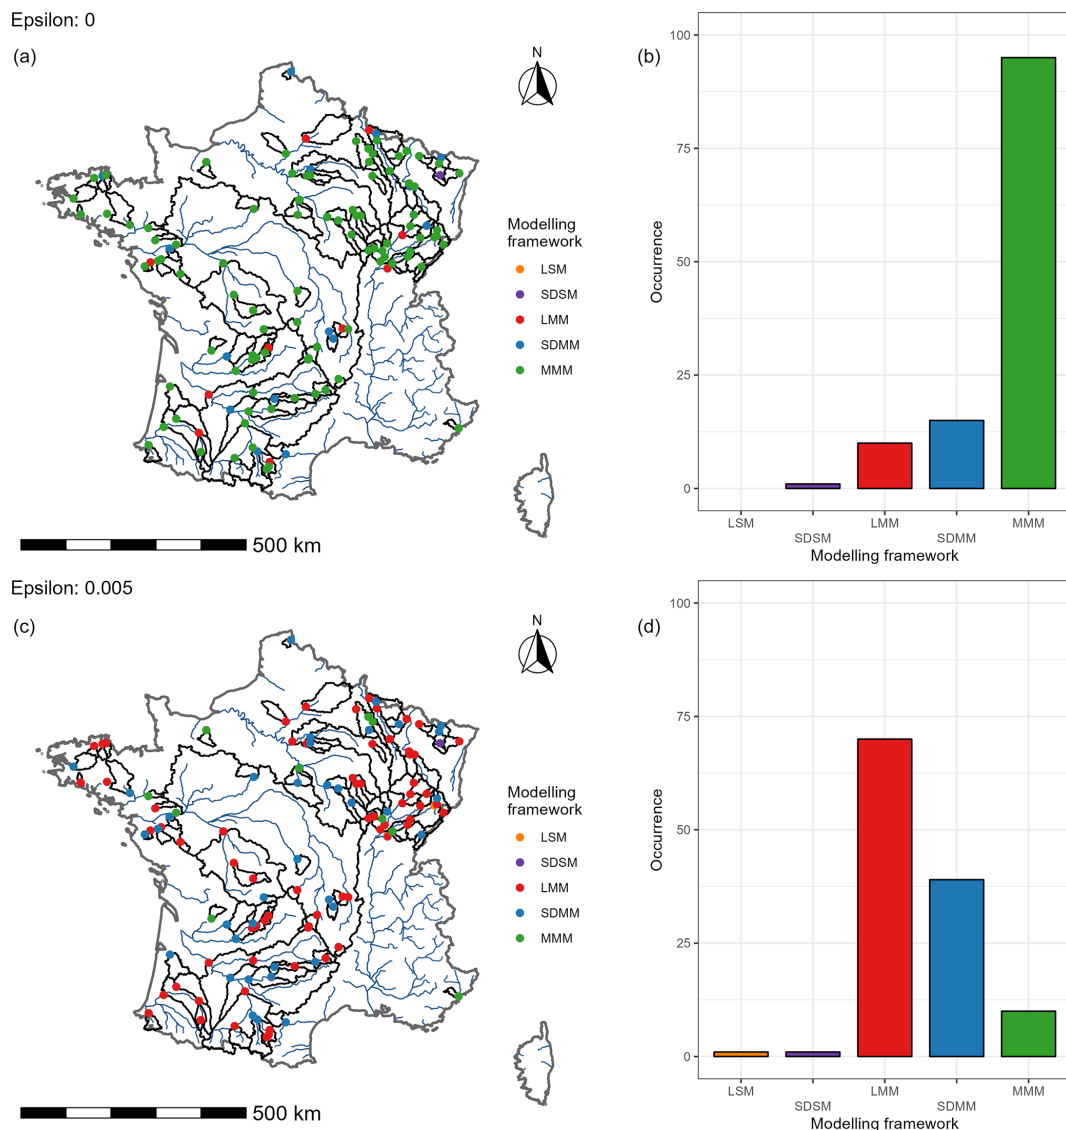 Epsilon: 0
(a)
N
Modelling
framework
LSM
SDSM
LMM
SDMM
MMM
500 km
(b)
100
75
50
25
0
Occurrence
LSM
SDSM
LMM
SDMM
MMM
Modelling framework
Epsilon: 0.005
(c)
N
Modelling
framework
LSM
SDSM
LMM
SDMM
MMM
500 km
(d)
100
75
50
25
0
Occurrence
LSM
SDSM
LMM
SDMM
MMM
Modelling framework